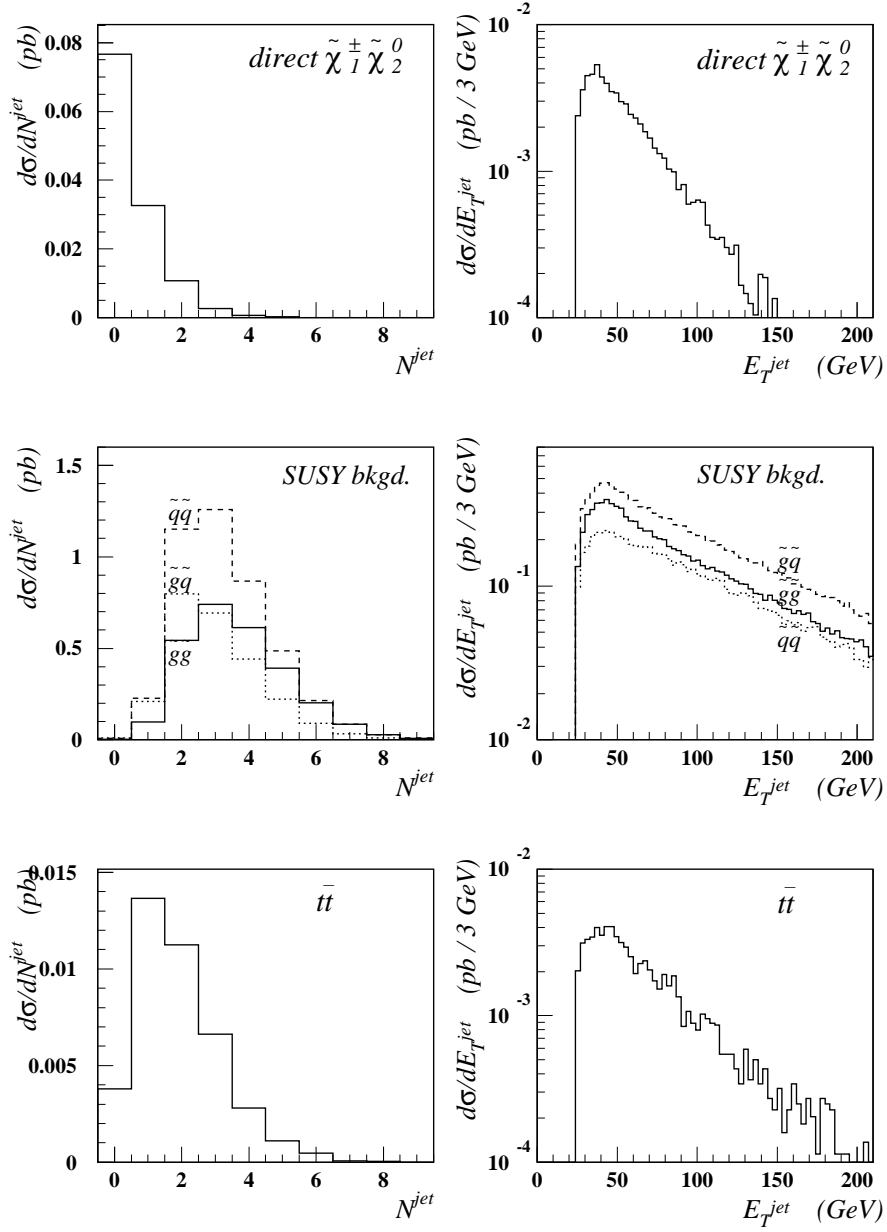 direct χ̃₁± χ̃₂⁰
dσ/dN^jet (pb)
0.08
0.06
0.04
0.02
0
0 2 4 6 8
N^jet
direct χ̃₁± χ̃₂⁰
dσ/dE_T^jet (pb / 3 GeV)
10^-2
10^-3
10^-4
0 50 100 150 200
E_T^jet (GeV)
SUSY bkgd.
dσ/dN^jet (pb)
1.5
1
0.5
0
q̃q̃
g̃q̃
gg
0 2 4 6 8
N^jet
SUSY bkgd.
dσ/dE_T^jet (pb / 3 GeV)
10^-1
10^-2
g̃q̃
g̃g̃
q̃q̃
0 50 100 150 200
E_T^jet (GeV)
tt̄
dσ/dN^jet (pb)
0.015
0.01
0.005
0
0 2 4 6 8
N^jet
tt̄
dσ/dE_T^jet (pb / 3 GeV)
10^-2
10^-3
10^-4
0 50 100 150 200
E_T^jet (GeV)